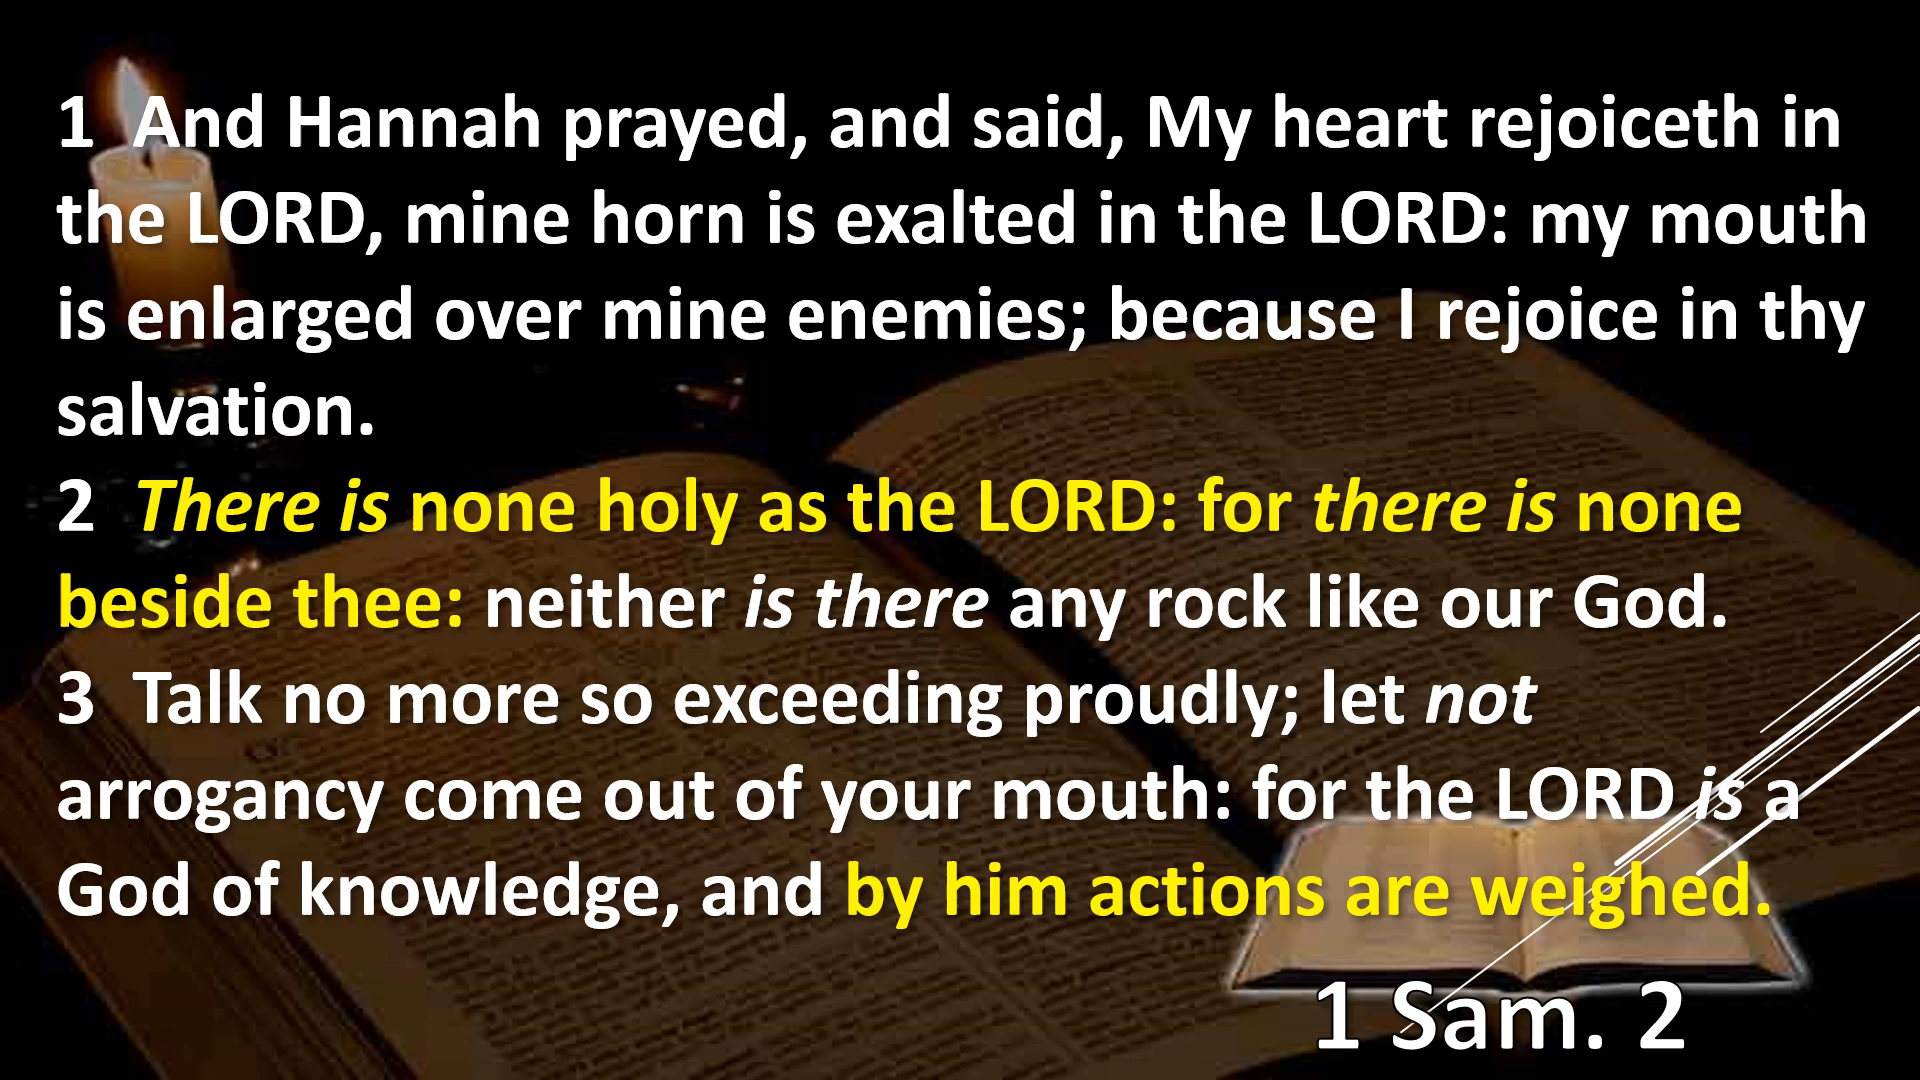 1 And Hannah prayed, and said, My heart rejoiceth in
the LORD, mine horn is exalted in the LORD: my mouth
is enlarged over mine enemies; because I rejoice in thy
salvation.
2 There is none holy as the LORD: for there is none
beside thee: neither is there any rock like our God.
3 Talk no more so exceeding proudly; let not
arrogancy come out of your mouth: for the LORD is a
God of knowledge, and by him actions are weighed.
1 Sam. 2